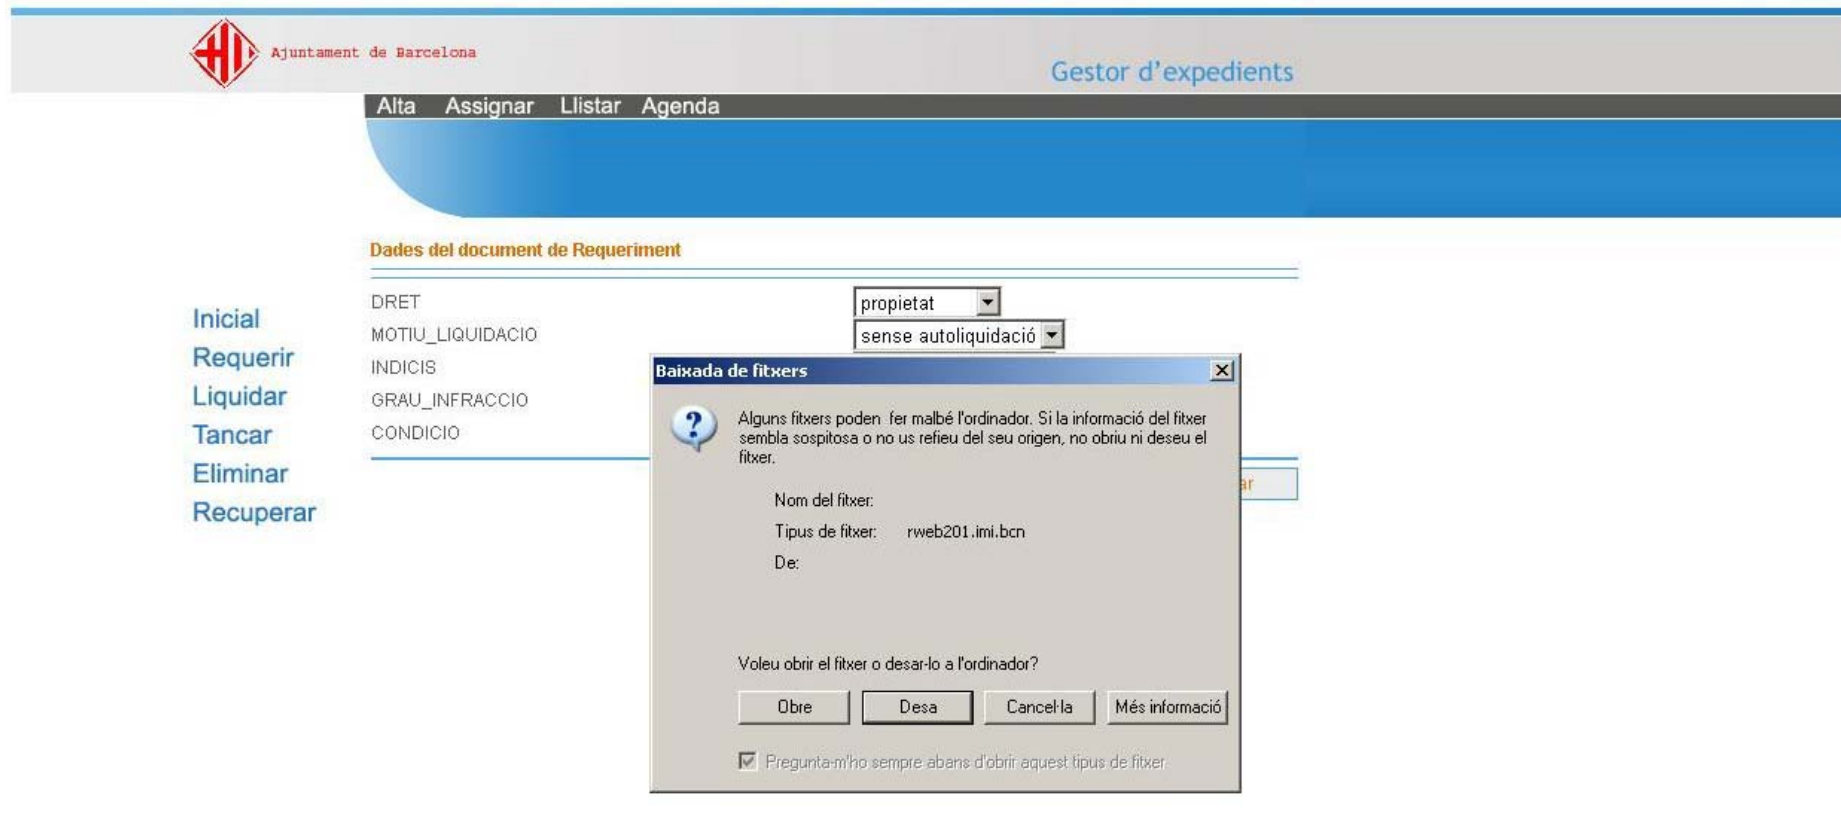 Ajuntament de Barcelona
Gestor d'expedients
Alta Assignar Llistar Agenda
Dades del document de Requeriment
Inicial
Requerir
Liquidar
Tancar
Eliminar
Recuperar
DRET propietat
MOTIU_LIQUIDACIO sense autoliquidació
INDICIS
GRAU_INFRACCIO
CONDICIO
Baixada de fitxers
Alguns fitxers poden fer malbé l'ordinador. Si la informació del fitxer
sembla sospitosa o no us refieu del seu origen, no obriu ni deseu el
fitxer.
Nom del fitxer:
Tipus de fitxer: rweb201.imi.bcn
De:
Voleu obrir el fitxer o desar-lo a l'ordinador?
Obre Desa Cancel·la Més informació
Pregunta-m'ho sempre abans d'obrir aquest tipus de fitxer